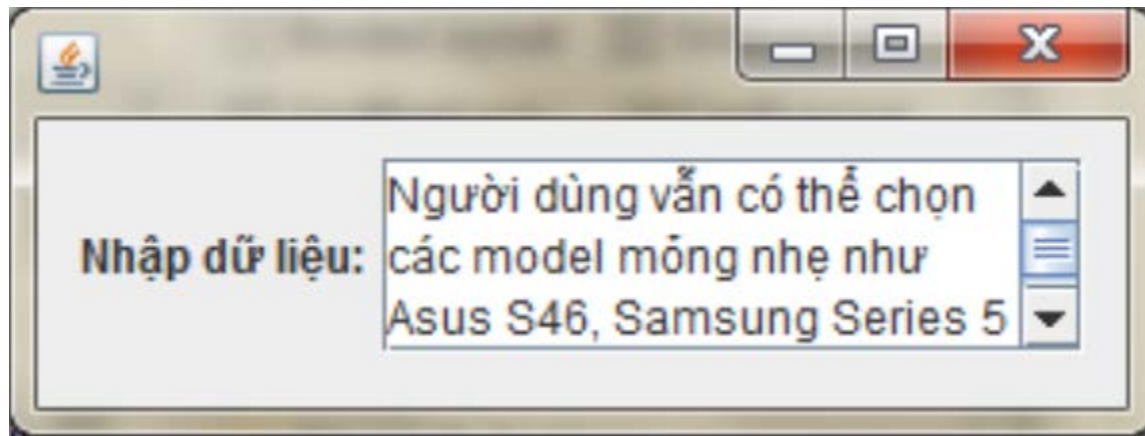 Nhập dữ liệu:
Người dùng vẫn có thể chọn
các model mỏng nhẹ như
Asus S46, Samsung Series 5